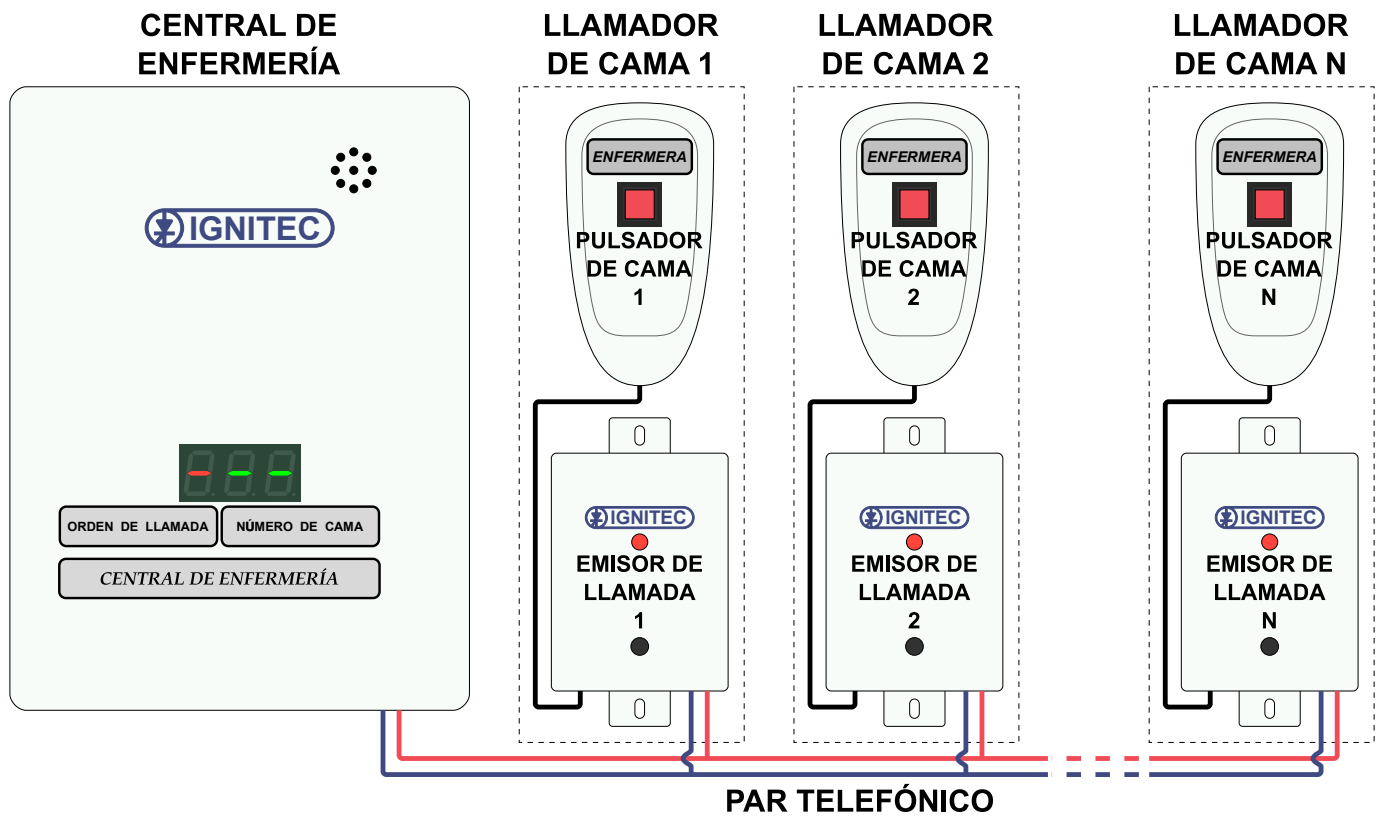 CENTRAL DE
ENFERMERÍA
IGNITEC
ORDEN DE LLAMADA
NÚMERO DE CAMA
CENTRAL DE ENFERMERÍA
LLAMADOR
DE CAMA 1
ENFERMERA
PULSADOR
DE CAMA
1
IGNITEC
EMISOR DE
LLAMADA
1
LLAMADOR
DE CAMA 2
ENFERMERA
PULSADOR
DE CAMA
2
IGNITEC
EMISOR DE
LLAMADA
2
LLAMADOR
DE CAMA N
ENFERMERA
PULSADOR
DE CAMA
N
IGNITEC
EMISOR DE
LLAMADA
N
PAR TELEFÓNICO